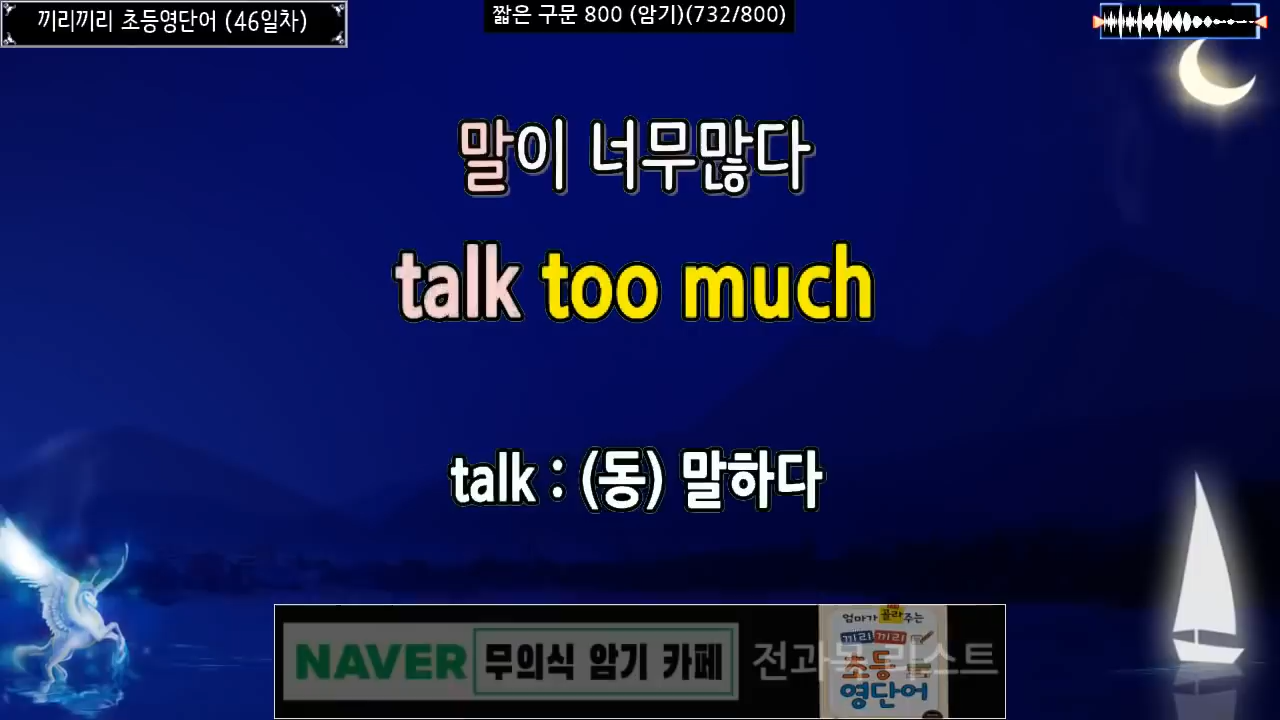 끼리끼리 초등영단어 (46일차)
짧은 구문 800 (암기)(732/800)
말이 너무많다
talk too much
talk : (동) 말하다
NAVER 무의식 암기 카페
전과목 리스트
엄마가 골라주는
끼리끼리
초등
영단어